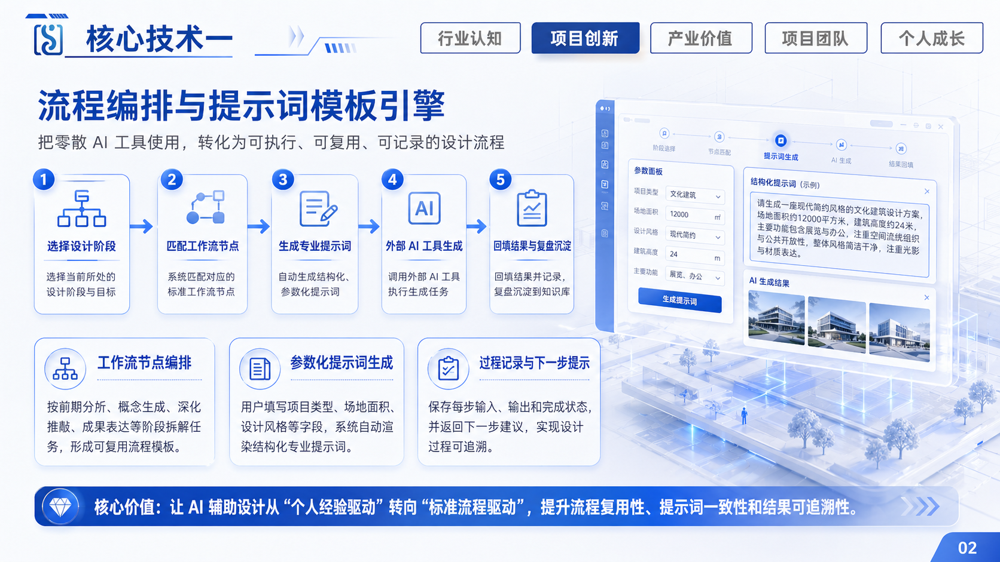 核心技术一
行业认知
项目创新
产业价值
项目团队
个人成长
流程编排与提示词模板引擎
把零散 AI 工具使用，转化为可执行、可复用、可记录的设计流程
1
选择设计阶段
选择当前所处的
设计阶段与目标
2
匹配工作流节点
系统匹配对应的
标准工作流节点
3
生成专业提示词
自动生成结构化、
参数化提示词
4
AI
外部 AI 工具生成
调用外部 AI 工具
执行生成任务
5
回填结果与复盘沉淀
回填结果并记录，
复盘沉淀到知识库
阶段选择
节点匹配
提示词生成
AI 生成
结果回填
参数面板
项目类型
文化建筑
场地面积
12000
㎡
设计风格
现代简约
建筑高度
24
m
主要功能
展览、办公
生成提示词
结构化提示词（示例）
请生成一座现代简约风格的文化建筑设计方案，
场地面积约12000平方米，建筑高度约24米，
主要功能包含展览与办公，注重空间流统组织
与公共开放性，整体风格简洁干净，注重光影
与材质表达。
AI 生成结果
工作流节点编排
按前期分所、概念生成、深化
推敲、成果表达等阶段拆解任
务，形成可复用流程模板。
参数化提示词生成
用户填写项目类型、场地面积、
设计风格等字段，系统自动渲
染结构化专业提示词。
过程记录与下一步提示
保存每步输入、输出和完成状态，
并返回下一步建议，实现设计
过程可追溯。
核心价值：让 AI 辅助设计从“个人经验驱动”转向“标准流程驱动”，提升流程复用性、提示词一致性和结果可追溯性。
02